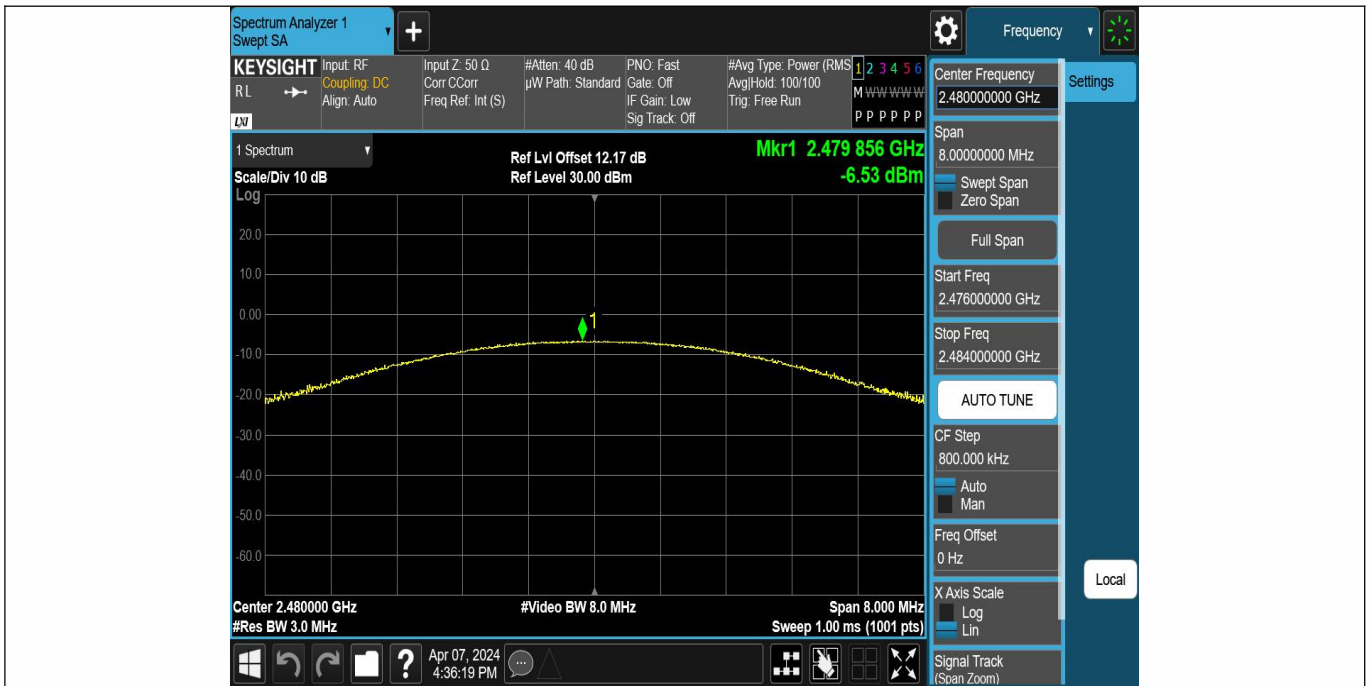 Spectrum Analyzer 1
Swept SA
Frequency
KEYSIGHT
RL
LXI
Input: RF
Coupling: DC
Align: Auto
Input Z: 50 Ω
Corr CCorr
Freq Ref: Int (S)
#Atten: 40 dB
µW Path: Standard
PNO: Fast
Gate: Off
IF Gain: Low
Sig Track: Off
#Avg Type: Power (RMS
Avg|Hold: 100/100
Trig: Free Run
1 2 3 4 5 6
M W W W W W
P P P P P P
1 Spectrum
Scale/Div 10 dB
Ref Lvl Offset 12.17 dB
Ref Level 30.00 dBm
Mkr1 2.479 856 GHz
-6.53 dBm
Log
20.0
10.0
0.00
-10.0
-20.0
-30.0
-40.0
-50.0
-60.0
1
Center 2.480000 GHz
#Res BW 3.0 MHz
#Video BW 8.0 MHz
Span 8.000 MHz
Sweep 1.00 ms (1001 pts)
Center Frequency
2.480000000 GHz
Span
8.00000000 MHz
Swept Span
Zero Span
Full Span
Start Freq
2.476000000 GHz
Stop Freq
2.484000000 GHz
AUTO TUNE
CF Step
800.000 kHz
Auto
Man
Freq Offset
0 Hz
X Axis Scale
Log
Lin
Signal Track
(Span Zoom)
Settings
Local
?
Apr 07, 2024
4:36:19 PM